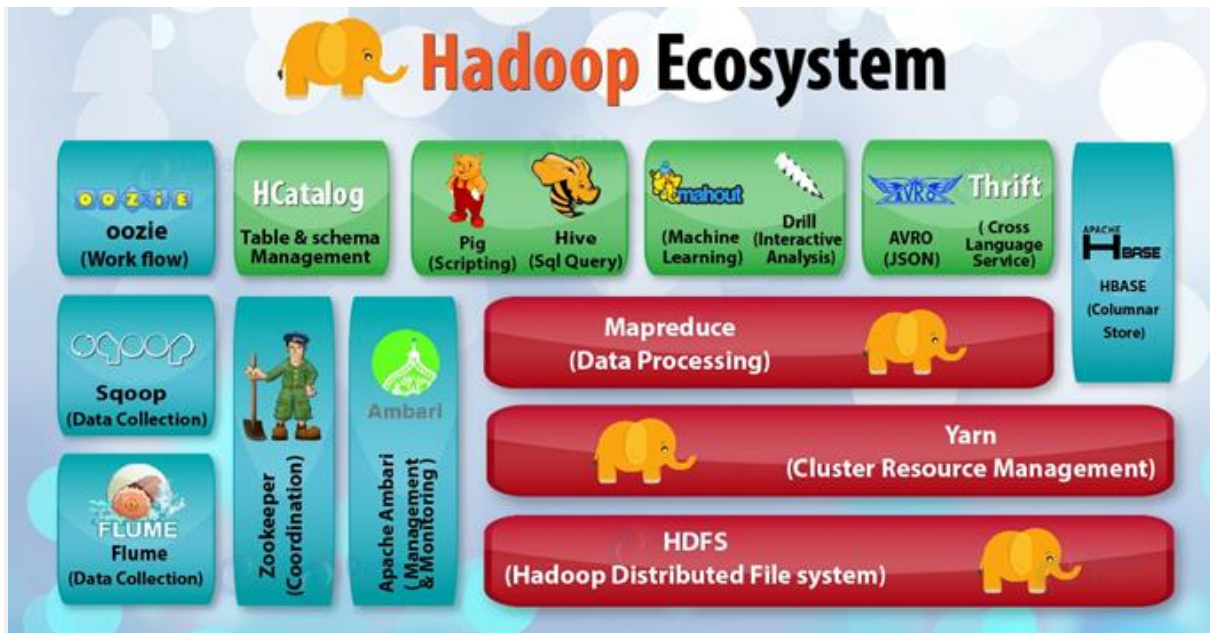 Hadoop Ecosystem
OOZIE
oozie
(Work flow)
HCatalog
Table & schema
Management
Pig
(Scripting)
Hive
(Sql Query)
mahout
(Machine
Learning)
Drill
(Interactive
Analysis)
AVRO
AVRO
(JSON)
Thrift
( Cross
Language
Service)
APACHE
HBASE
HBASE
(Columnar
Store)
sqoop
Sqoop
(Data Collection)
FLUME
Flume
(Data Collection)
Zookeeper
(Coordination)
Ambari
Apache Ambari
( Management
& Monitoring )
Mapreduce
(Data Processing)
Yarn
(Cluster Resource Management)
HDFS
(Hadoop Distributed File system)